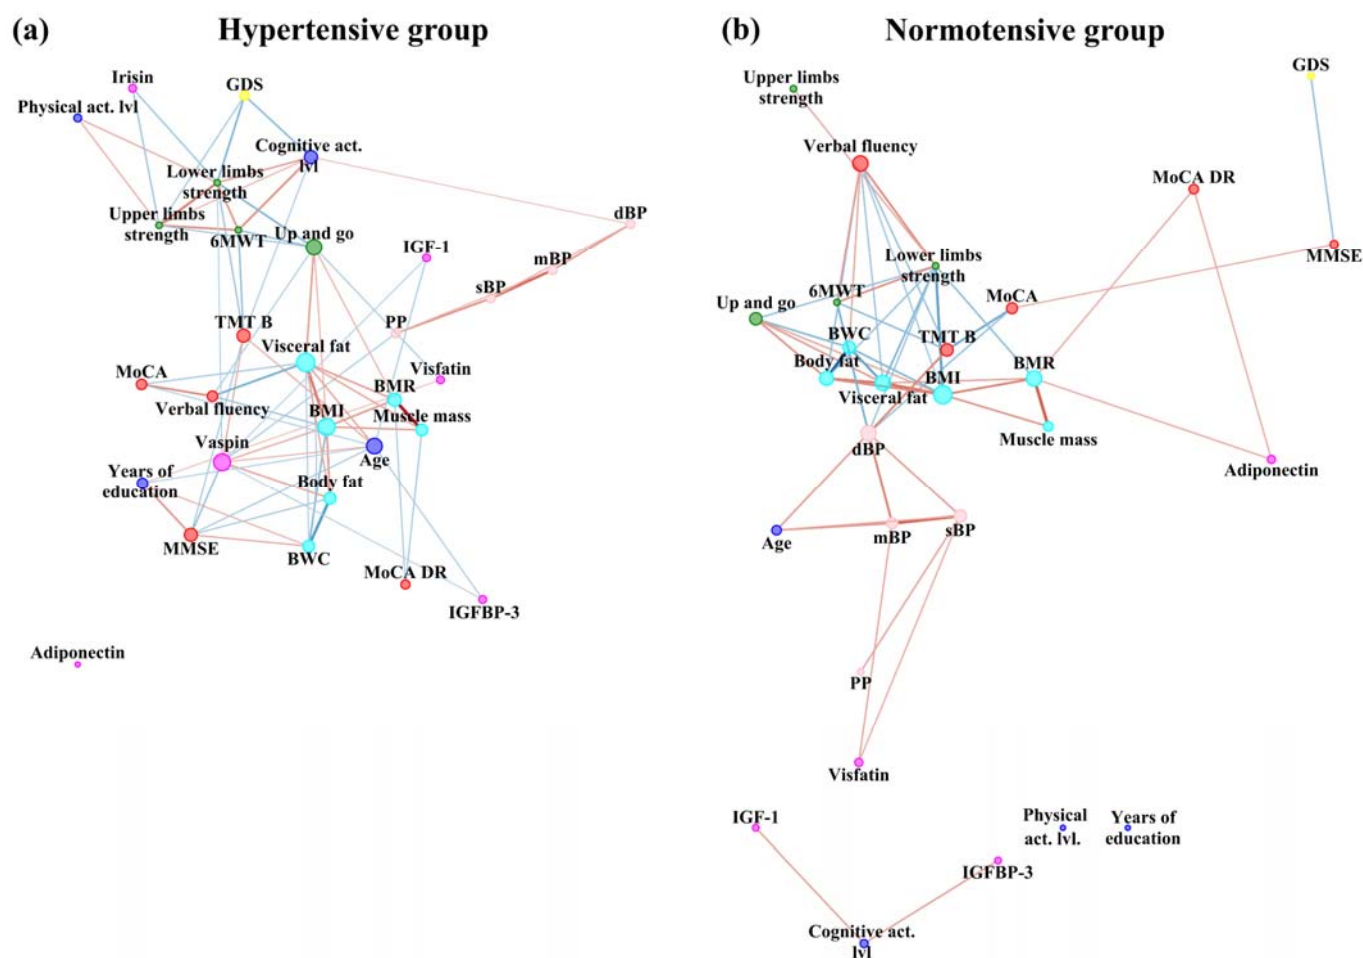 (a) Hypertensive group
Irisin
GDS
Physical act. lvl
Cognitive act.
lvl
Lower limbs
strength
Upper limbs
strength
6MWT
Up and go
dBP
IGF-1
mBP
sBP
PP
TMT B
Visceral fat
Visfatin
MoCA
BMR
Verbal fluency
BMI
Muscle mass
Vaspin
Age
Years of
education
Body fat
MMSE
BWC
MoCA DR
IGFBP-3
Adiponectin
(b) Normotensive group
GDS
Upper limbs
strength
Verbal fluency
MoCA DR
MMSE
Lower limbs
strength
6MWT
MoCA
Up and go
BWC
TMT B
Body fat
BMI
BMR
Visceral fat
Muscle mass
dBP
Adiponectin
Age
mBP
sBP
PP
Visfatin
IGF-1
Physical
act. lvl.
Years of
education
IGFBP-3
Cognitive act.
lvl